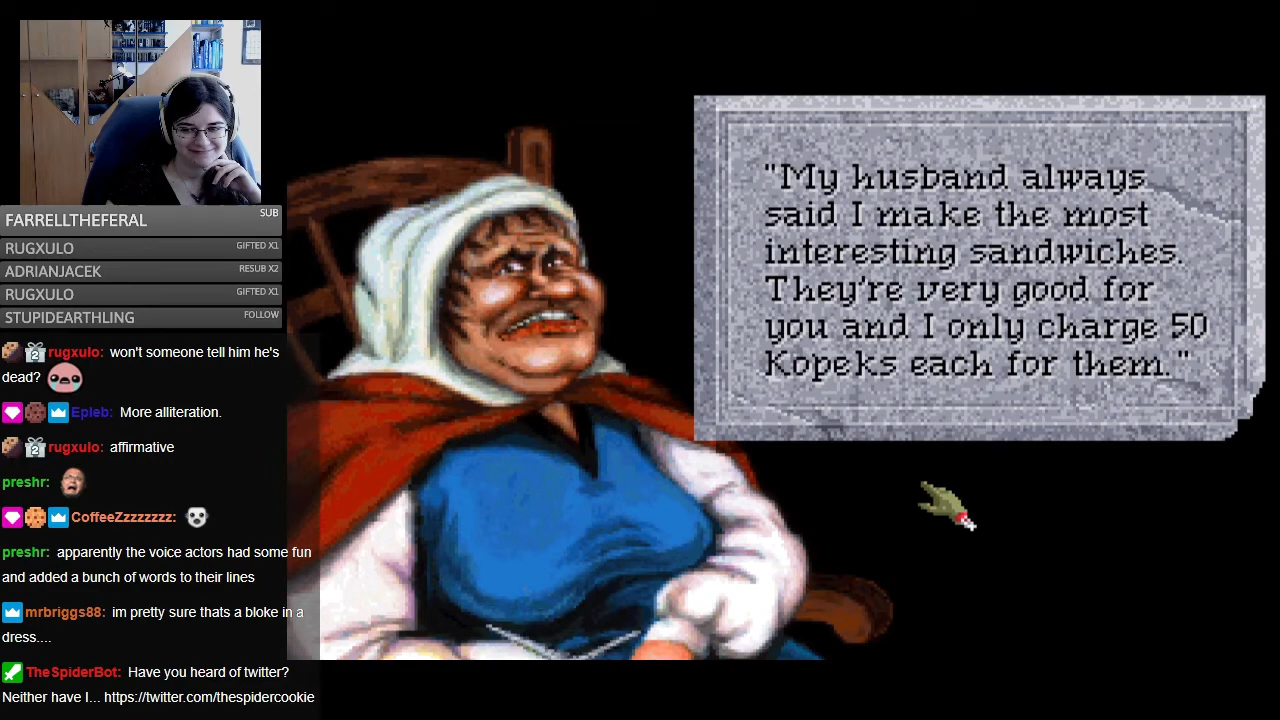 FARRELLTHEFERAL SUB
RUGXULO GIFTED X1
ADRIANJACEK RESUB X2
RUGXULO GIFTED X1
STUPIDEARTHLING FOLLOW
2 rugxulo: won't someone tell him he's
dead?
Epleb: More alliteration.
2 rugxulo: affirmative
preshr:
CoffeeZzzzzzzz:
preshr: apparently the voice actors had some fun
and added a bunch of words to their lines
mrbriggs88: im pretty sure thats a bloke in a
dress....
TheSpiderBot: Have you heard of twitter?
Neither have I... https://twitter.com/thespidercookie
"My husband always
said I make the most
interesting sandwiches.
They're very good for
you and I only charge 50
Kopeks each for them."